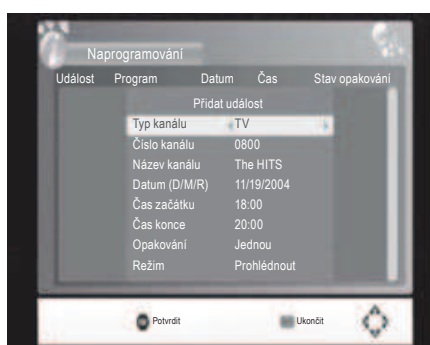 Naprogramování
Událost Program Datum Čas Stav opakování
Přidat událost
Typ kanálu TV
Číslo kanálu 0800
Název kanálu The HITS
Datum (D/M/R) 11/19/2004
Čas začátku 18:00
Čas konce 20:00
Opakování Jednou
Režim Prohlédnout
Potvrdit Ukončit